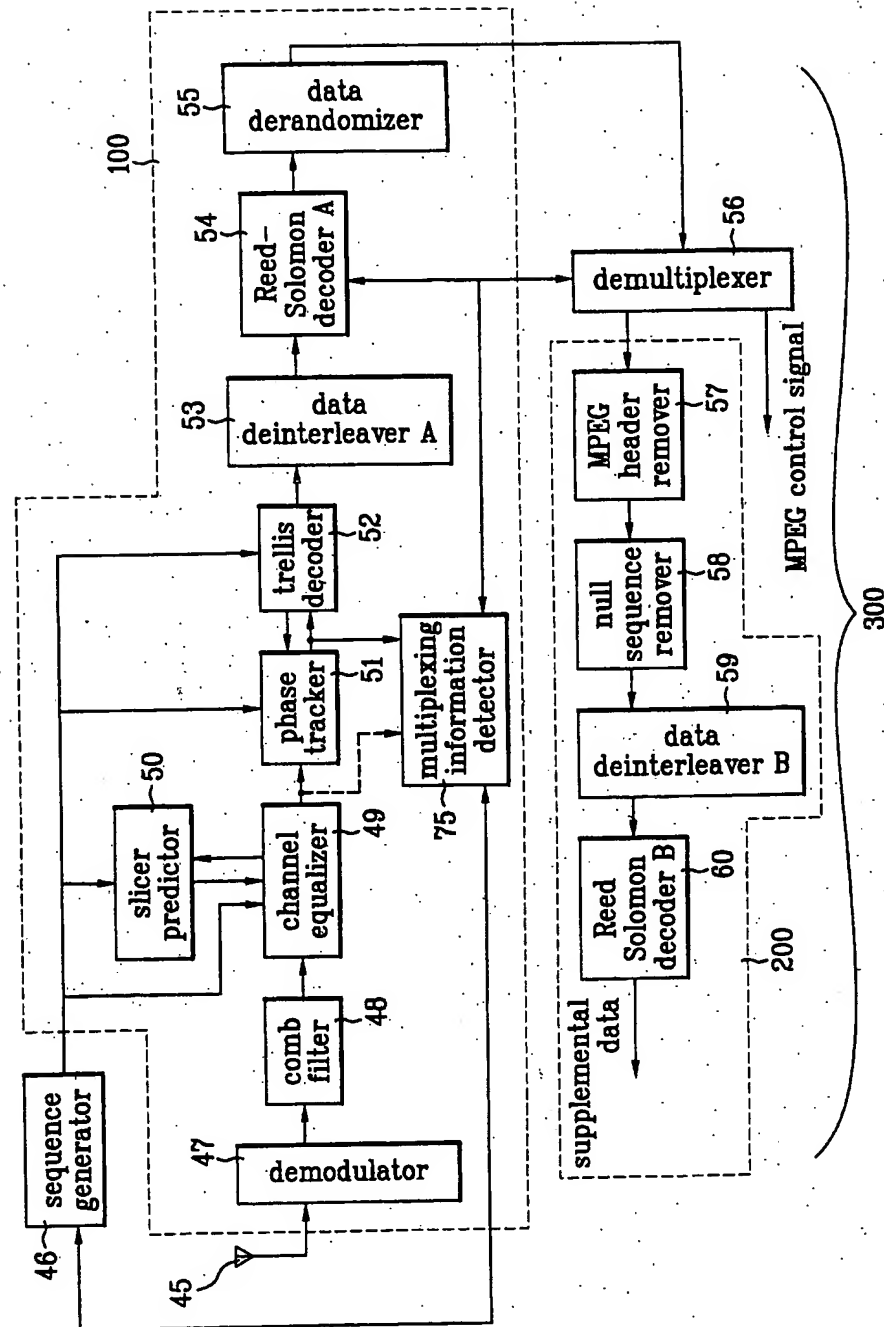 46
sequence
generator
45
47
demodulator
comb
filter
48
slicer
predictor
50
channel
equalizer
49
phase
tracker
51
trellis
decoder
52
multiplexing
information
detector
75
53
data
deinterleaver A
54
Reed-
Solomon
decoder A
55
data
derandomizer
100
demultiplexer
56
MPEG control signal
MPEG
header
remover
57
null
sequence
remover
58
data
deinterleaver B
59
Reed
Solomon
decoder B
60
supplemental
data
200
300